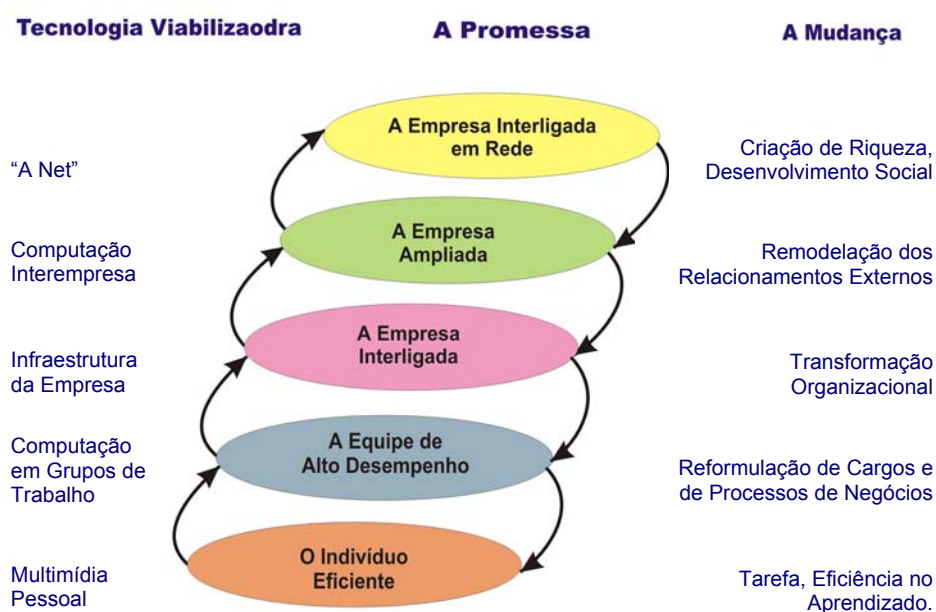 Tecnologia Viabilizaodra
A Promessa
A Mudança
“A Net”
A Empresa Interligada
em Rede
Criação de Riqueza,
Desenvolvimento Social
Computação
Interempresa
A Empresa
Ampliada
Remodelação dos
Relacionamentos Externos
Infraestrutura
da Empresa
A Empresa
Interligada
Transformação
Organizacional
Computação
em Grupos de
Trabalho
A Equipe de
Alto Desempenho
Reformulação de Cargos e
de Processos de Negócios
Multimídia
Pessoal
O Indivíduo
Eficiente
Tarefa, Eficiência no
Aprendizado.